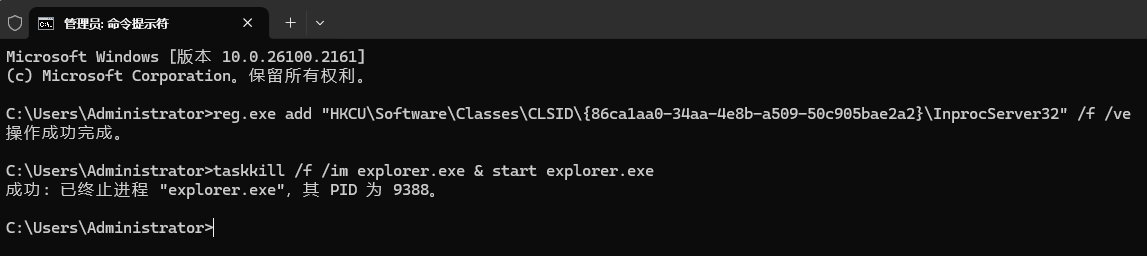 管理员: 命令提示符
Microsoft Windows [版本 10.0.26100.2161]
(c) Microsoft Corporation。保留所有权利。
C:\Users\Administrator>reg.exe add "HKCU\Software\Classes\CLSID\{86ca1aa0-34aa-4e8b-a509-50c905bae2a2}\InprocServer32" /f /ve
操作成功完成。
C:\Users\Administrator>taskkill /f /im explorer.exe & start explorer.exe
成功: 已终止进程 "explorer.exe"，其 PID 为 9388。
C:\Users\Administrator>